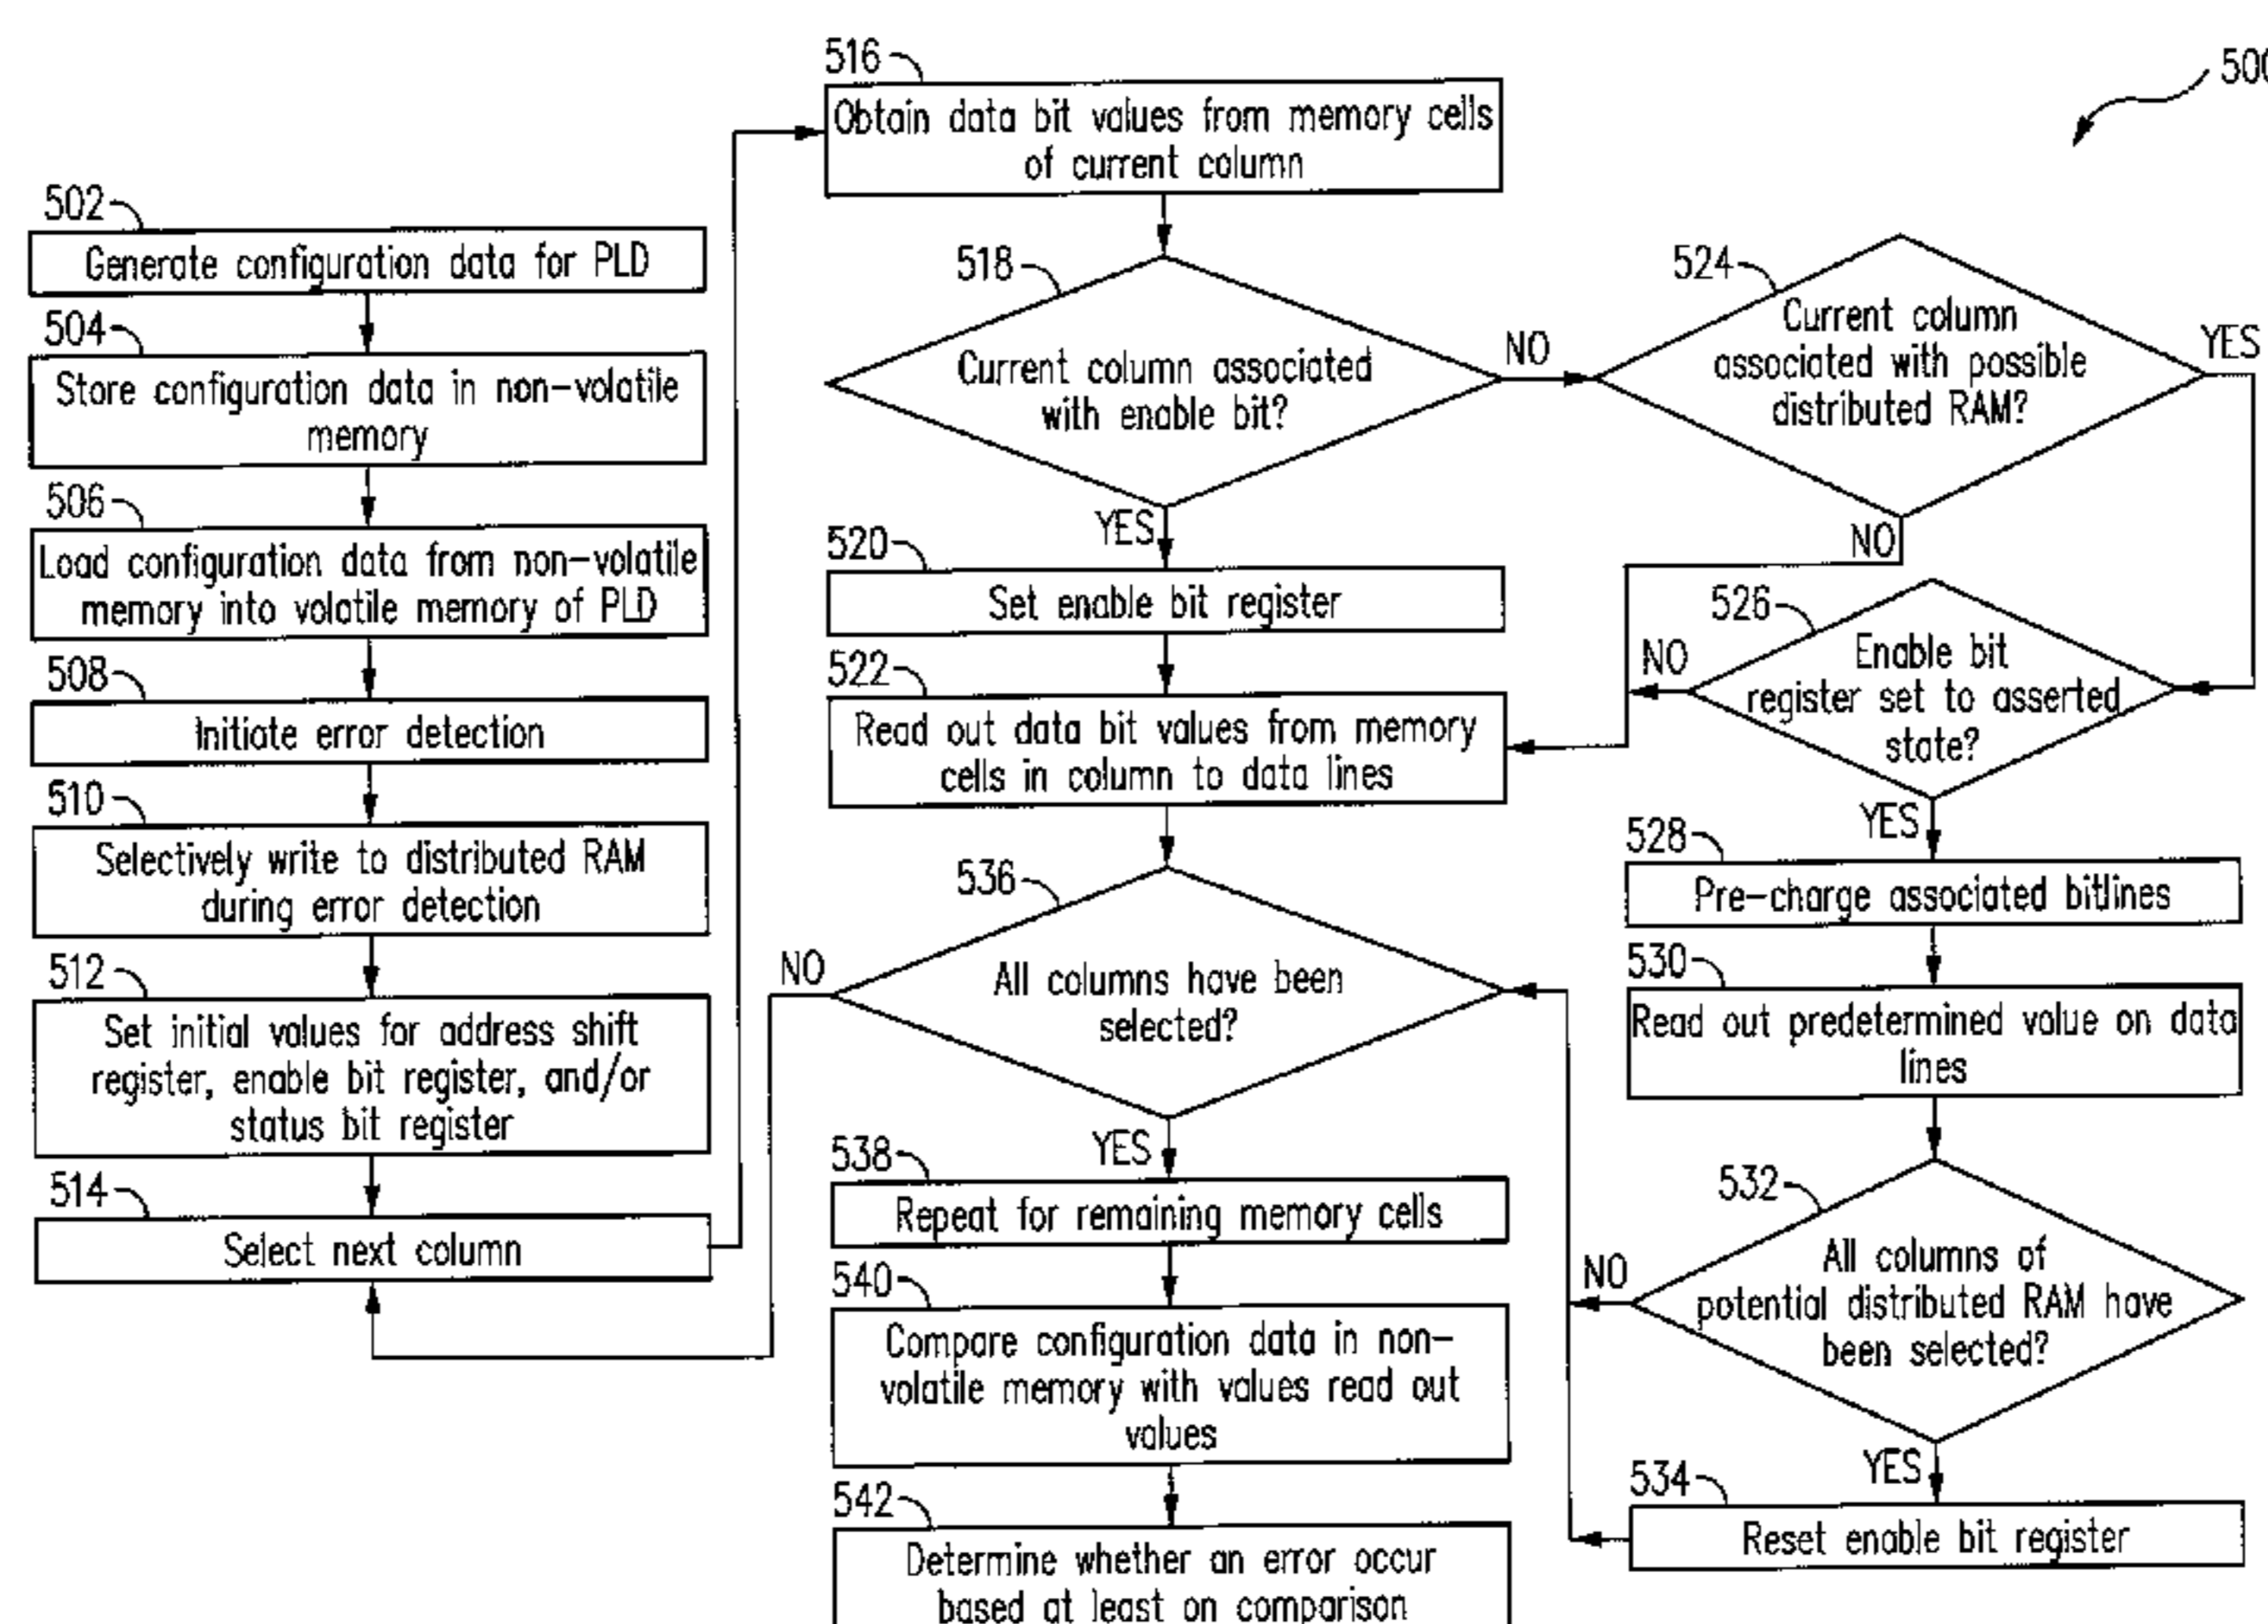 500
502
Generate configuration data for PLD
504
Store configuration data in non-volatile
memory
506
Load configuration data from non-volatile
memory into volatile memory of PLD
508
Initiate error detection
510
Selectively write to distributed RAM
during error detection
512
Set initial values for address shift
register, enable bit register, and/or
status bit register
514
Select next column
516
Obtain data bit values from memory cells
of current column
518
Current column associated
with enable bit?
NO
YES
520
Set enable bit register
522
Read out data bit values from memory
cells in column to data lines
524
Current column
associated with possible
distributed RAM?
YES
NO
526
Enable bit
register set to asserted
state?
NO
YES
528
Pre-charge associated bitlines
530
Read out predetermined value on data
lines
532
All columns of
potential distributed RAM have
been selected?
NO
YES
534
Reset enable bit register
536
All columns have been
selected?
NO
YES
538
Repeat for remaining memory cells
540
Compare configuration data in non-
volatile memory with values read out
values
542
Determine whether an error occur
based at least on comparison